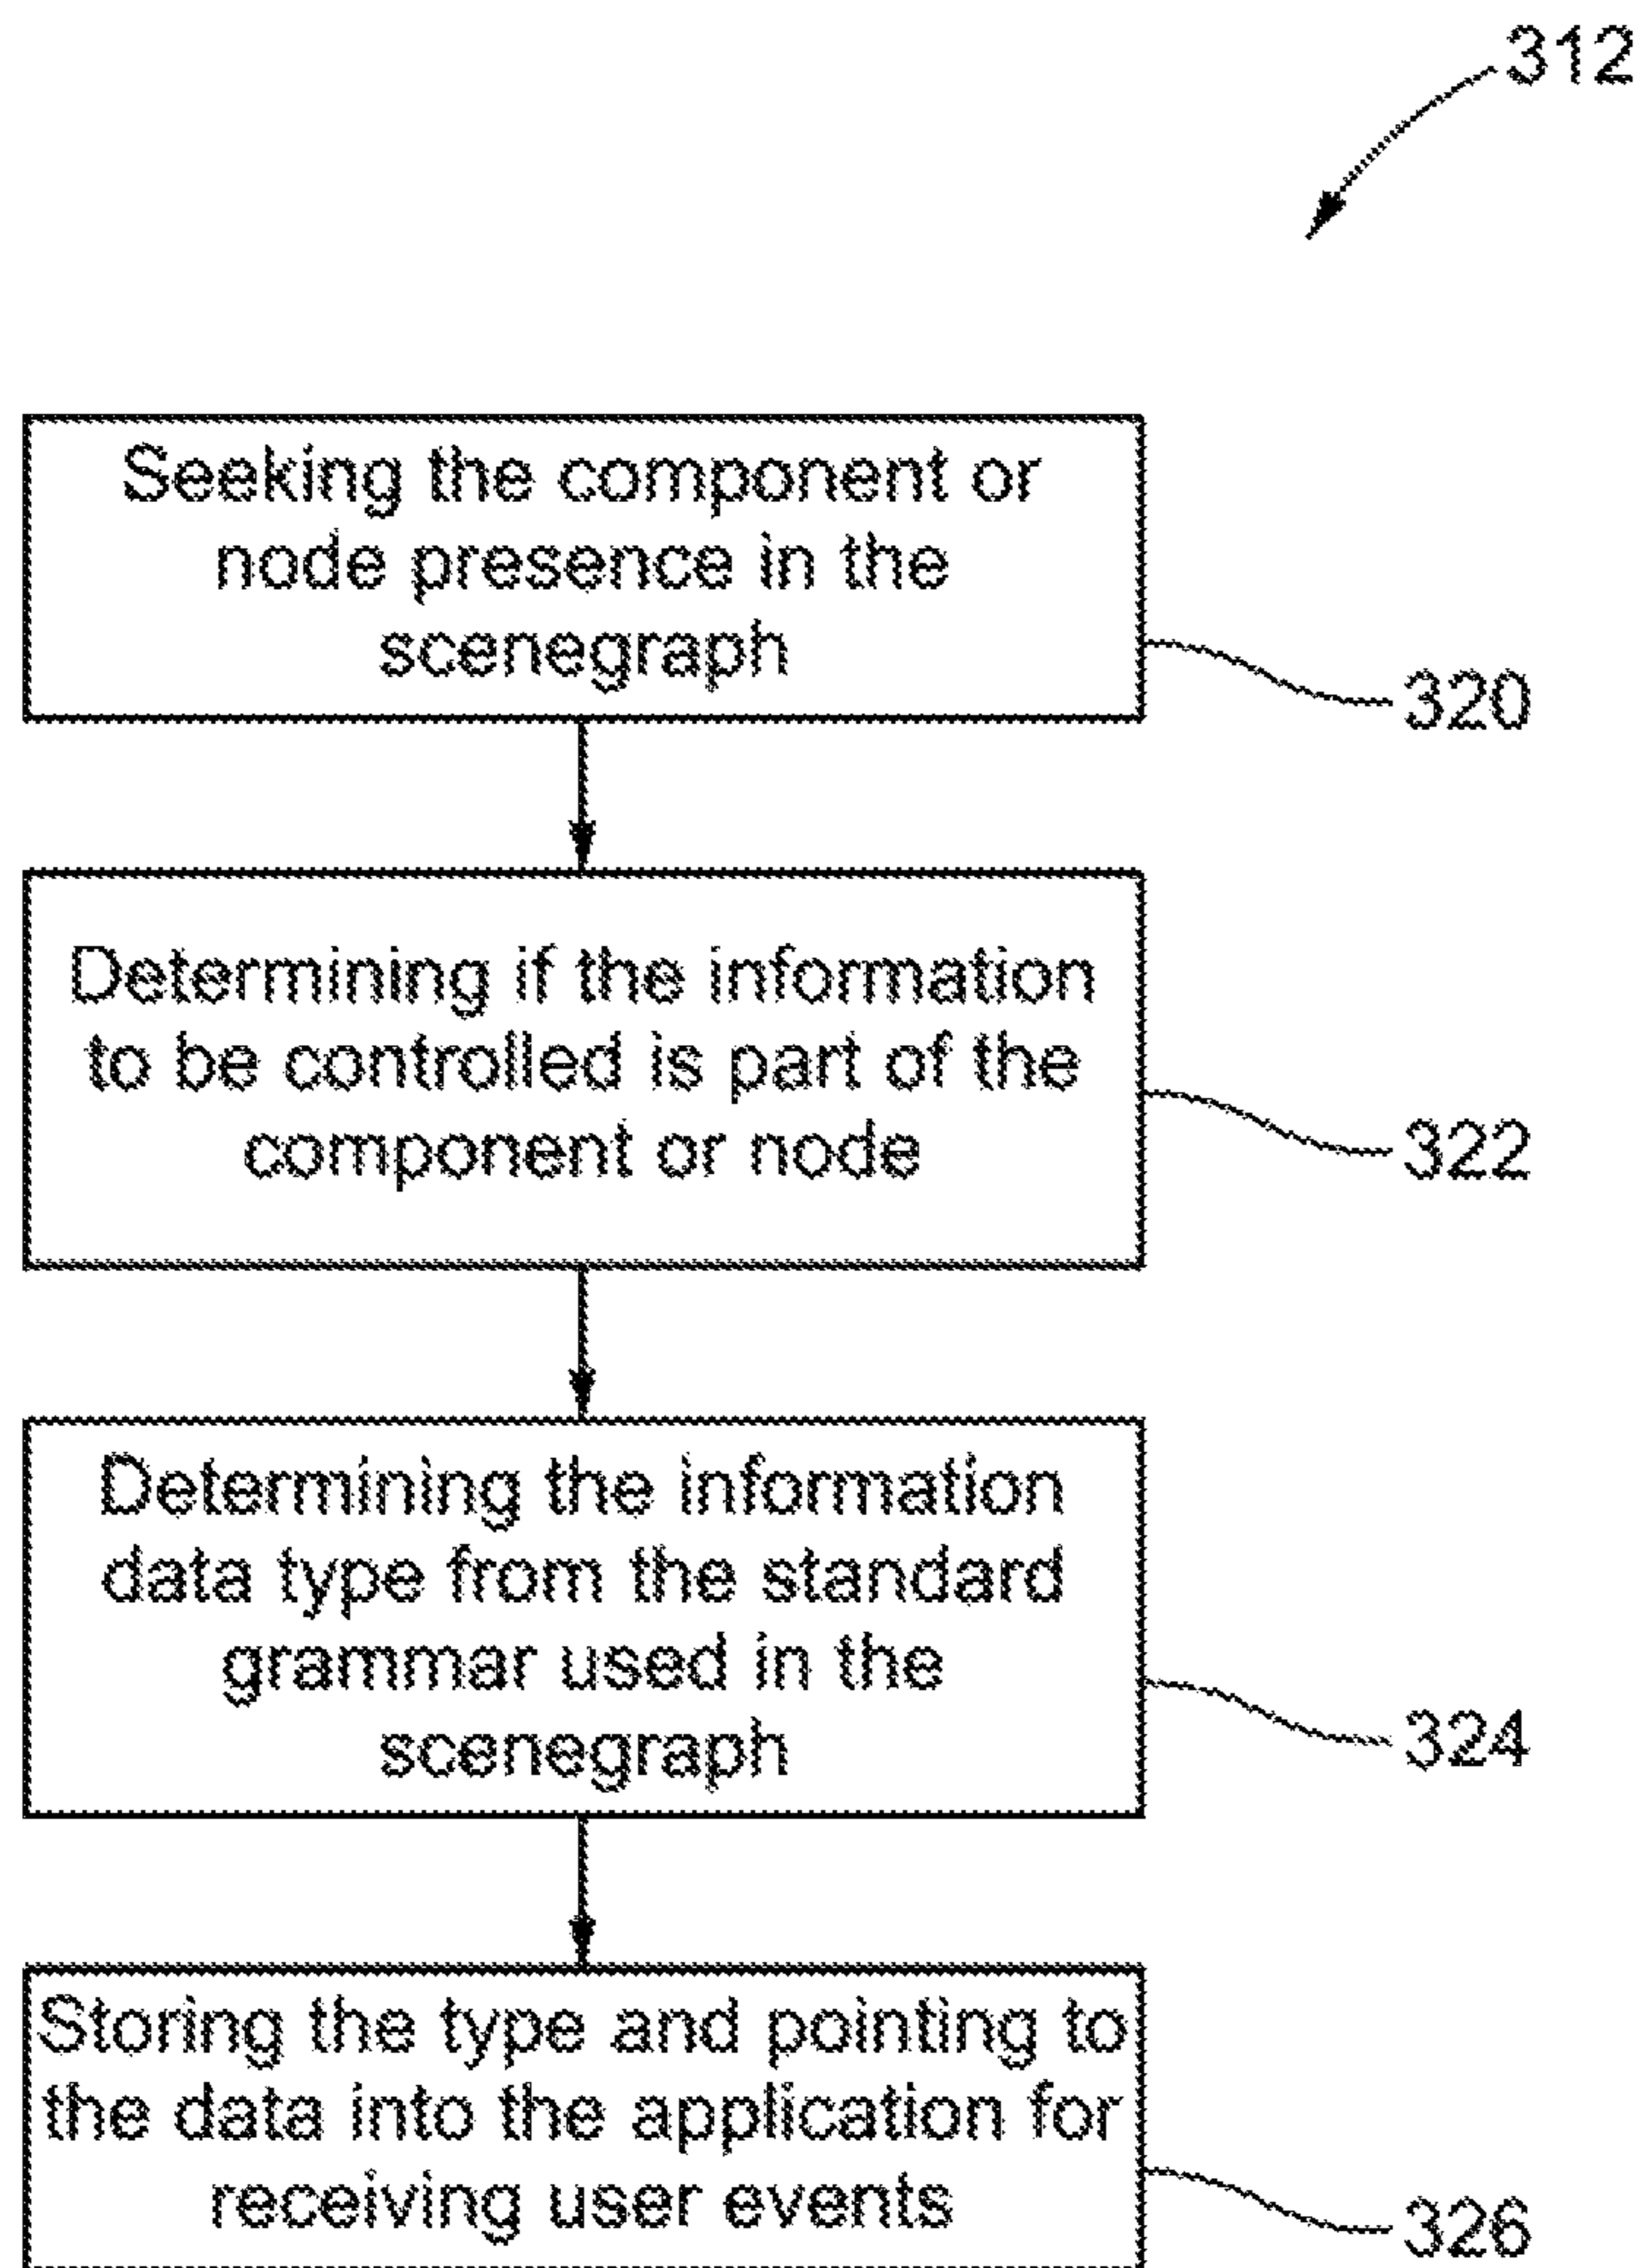 312
Seeking the component or
node presence in the
scenegraph
320
Determining if the information
to be controlled is part of the
component or node
322
Determining the information
data type from the standard
grammar used in the
scenegraph
324
Storing the type and pointing to
the data into the application for
receiving user events
326